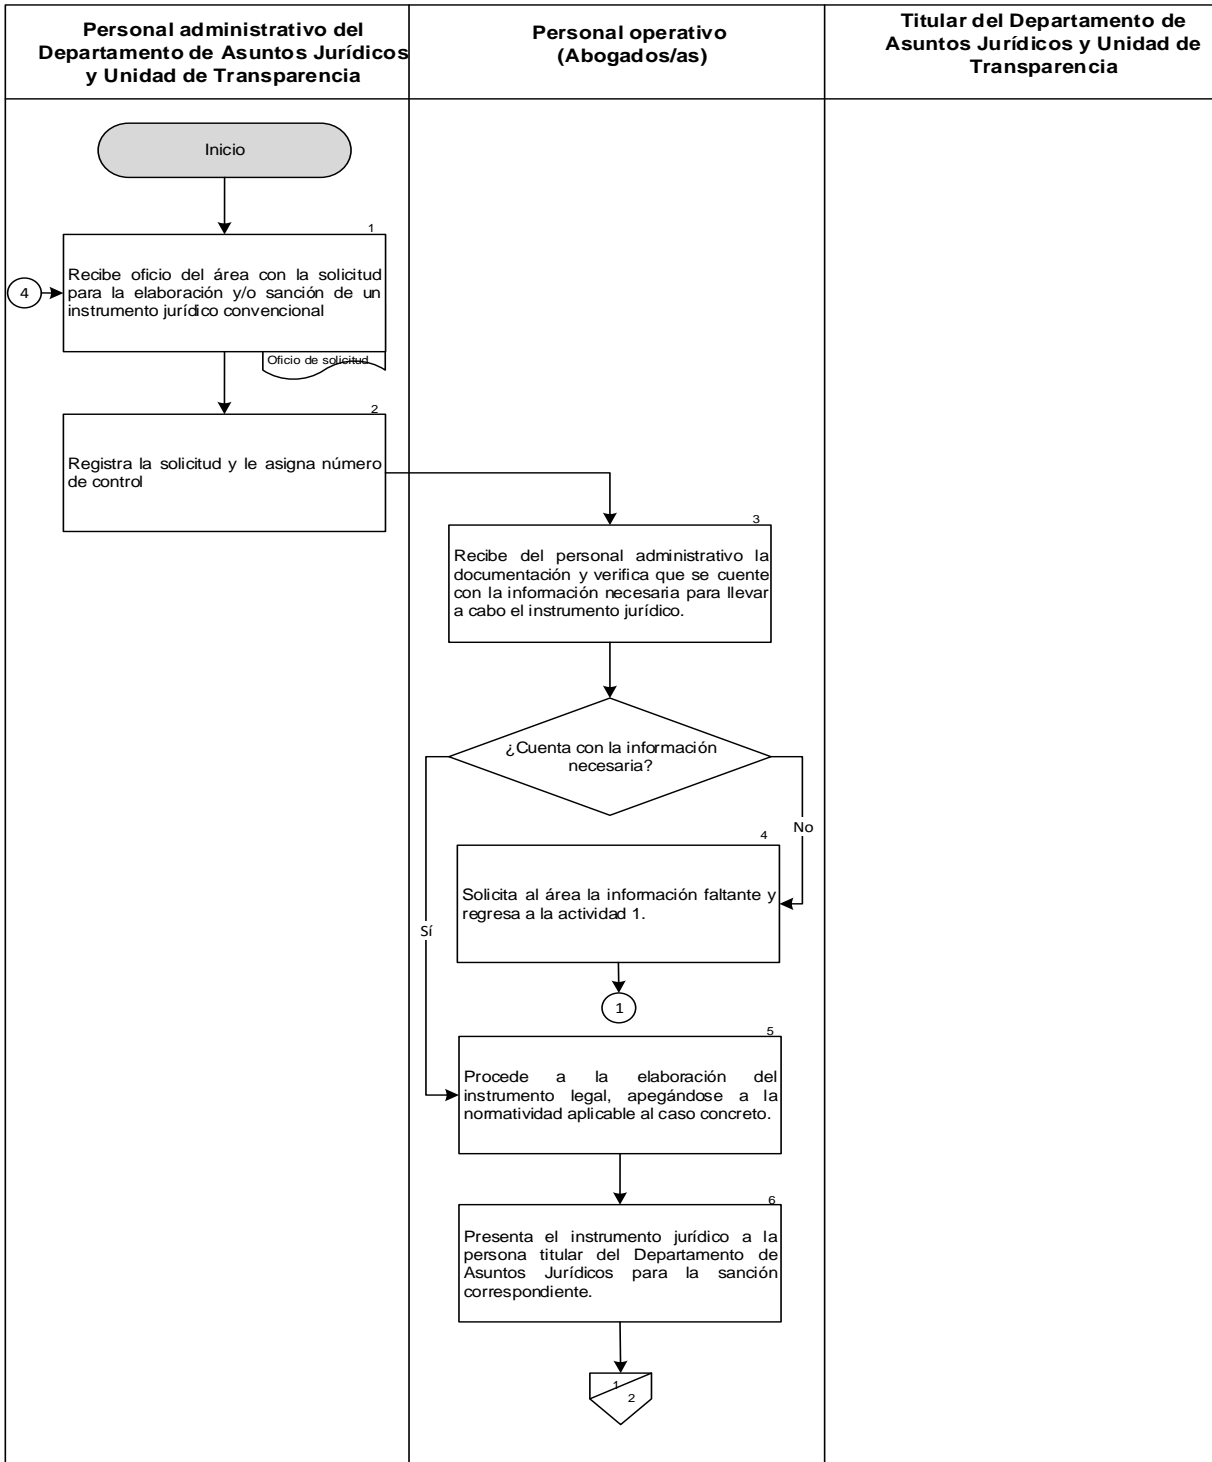 Personal administrativo del
Departamento de Asuntos Jurídicos
y Unidad de Transparencia
Personal operativo
(Abogados/as)
Titular del Departamento de
Asuntos Jurídicos y Unidad de
Transparencia
Inicio
1
4
Recibe oficio del área con la solicitud
para la elaboración y/o sanción de un
instrumento jurídico convencional
Oficio de solicitud
2
Registra la solicitud y le asigna número
de control
3
Recibe del personal administrativo la
documentación y verifica que se cuente
con la información necesaria para llevar
a cabo el instrumento jurídico.
¿Cuenta con la información
necesaria?
No
4
Solicita al área la información faltante y
regresa a la actividad 1.
Sí
1
5
Procede a la elaboración del
instrumento legal, apegándose a la
normatividad aplicable al caso concreto.
6
Presenta el instrumento jurídico a la
persona titular del Departamento de
Asuntos Jurídicos para la sanción
correspondiente.
1
2